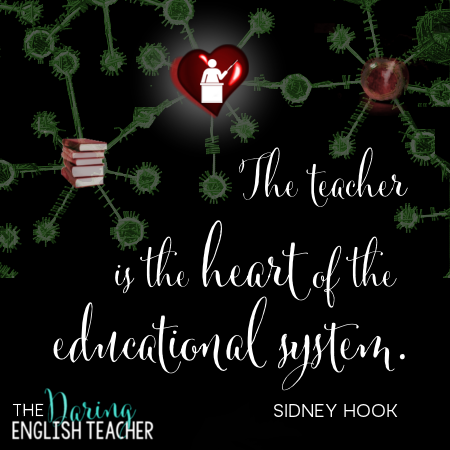 The teacher
is the heart of the
educational system.
SIDNEY HOOK
THE Daring
ENGLISH TEACHER